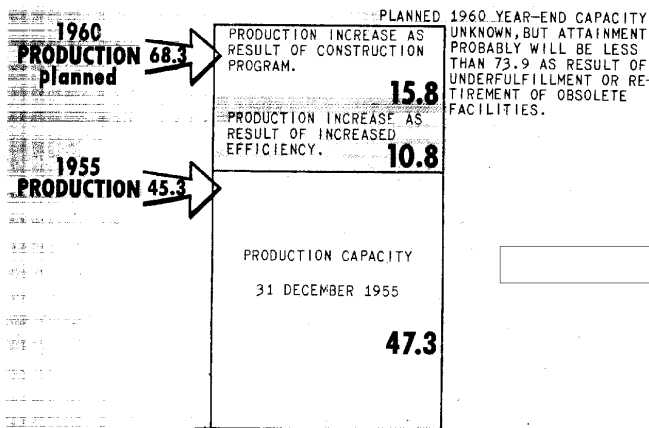 PLANNED 1960 YEAR-END CAPACITY
UNKNOWN, BUT ATTAINMENT
PROBABLY WILL BE LESS
THAN 73.9 AS RESULT OF
UNDERFULFILLMENT OR RE-
TIREMENT OF OBSOLETE
FACILITIES.
1960
PRODUCTION 68.3
planned
PRODUCTION INCREASE AS
RESULT OF CONSTRUCTION
PROGRAM.
15.8
PRODUCTION INCREASE AS
RESULT OF INCREASED
EFFICIENCY.
10.8
1955
PRODUCTION 45.3
PRODUCTION CAPACITY
31 DECEMBER 1955
47.3